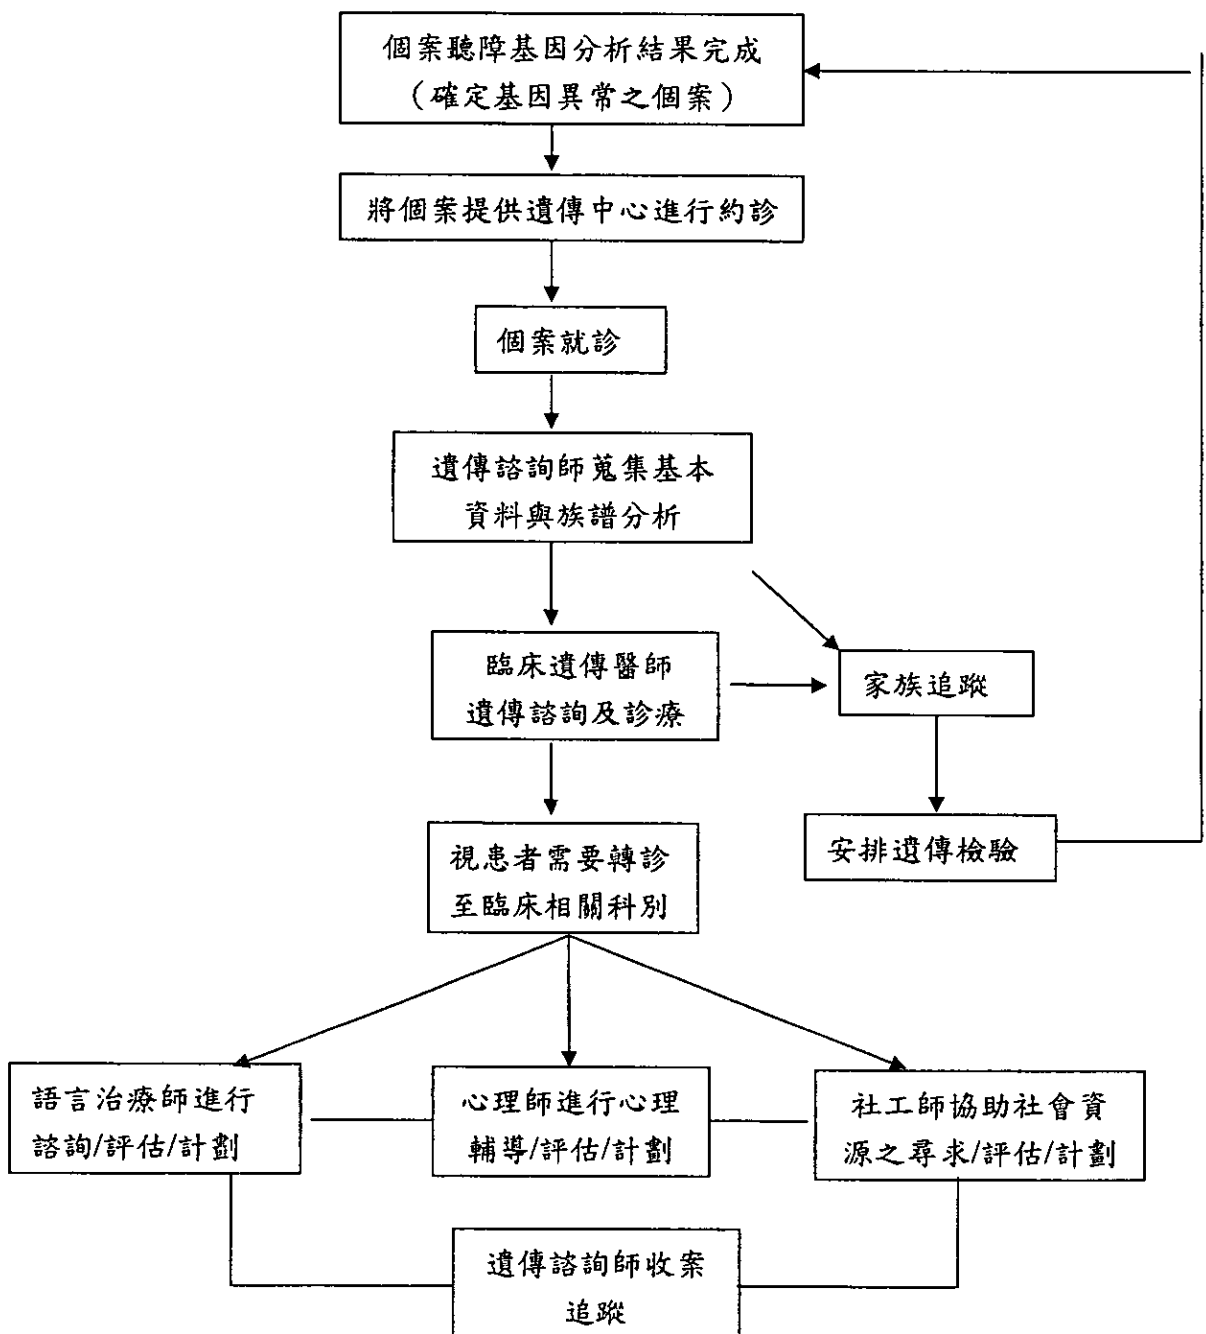 個案聽障基因分析結果完成
（確定基因異常之個案）
將個案提供遺傳中心進行約診
個案就診
遺傳諮詢師蒐集基本
資料與族譜分析
臨床遺傳醫師
遺傳諮詢及診療
家族追蹤
安排遺傳檢驗
視患者需要轉診
至臨床相關科別
語言治療師進行
諮詢/評估/計劃
心理師進行心理
輔導/評估/計劃
社工師協助社會資
源之尋求/評估/計劃
遺傳諮詢師收案
追蹤